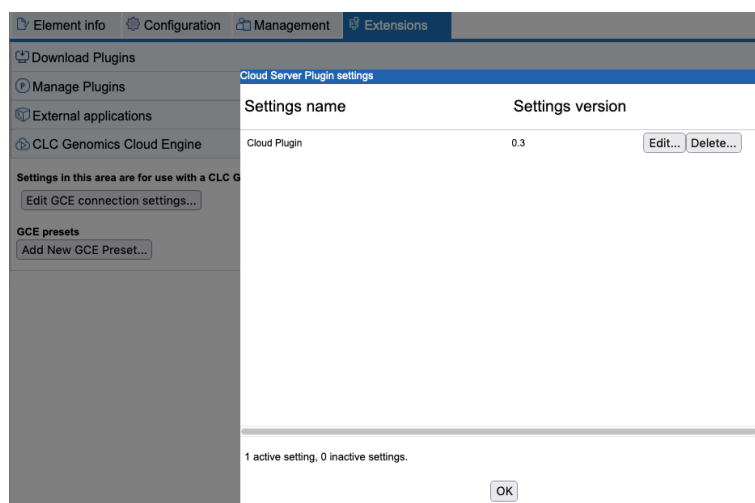 Element info Configuration Management Extensions
Download Plugins
Manage Plugins
External applications
CLC Genomics Cloud Engine
Settings in this area are for use with a CLC G
Edit GCE connection settings...
GCE presets
Add New GCE Preset...
Cloud Server Plugin settings
Settings name Settings version
Cloud Plugin 0.3 Edit... Delete...
1 active setting, 0 inactive settings.
OK